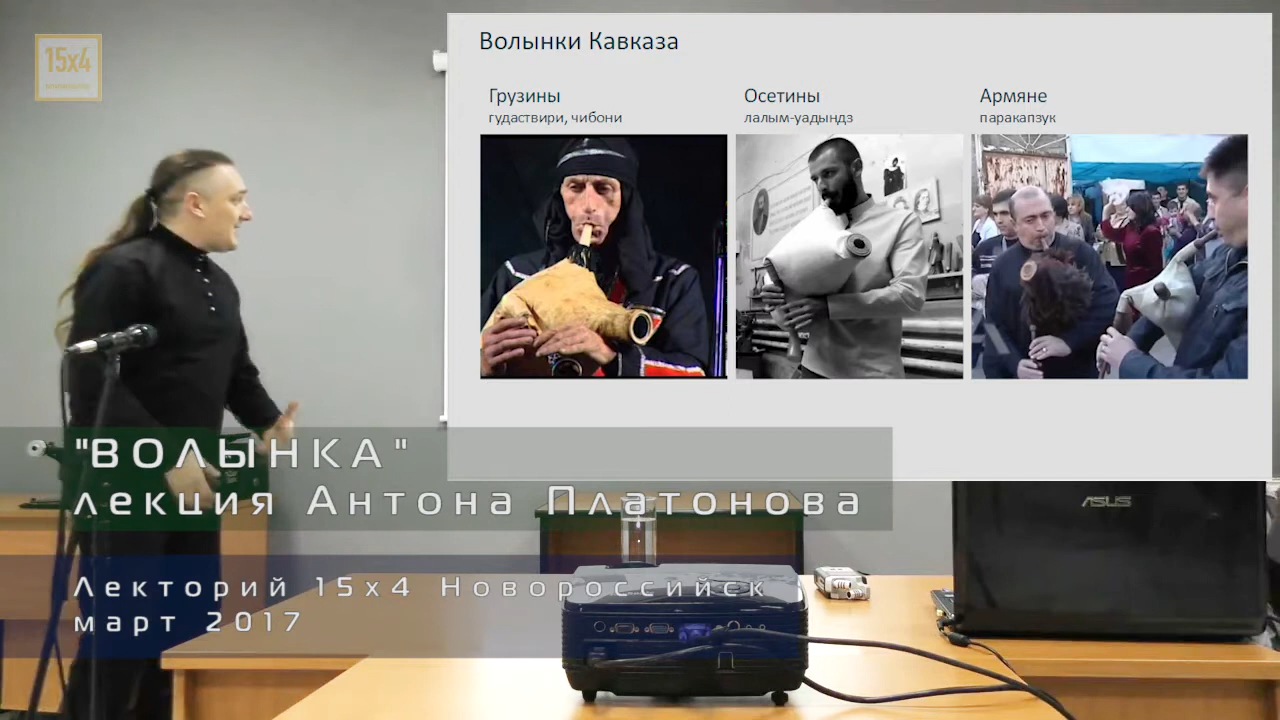 15x4
Волынки Кавказа
Грузины
гудаствири, чибони
Осетины
лалым-уадындз
Армяне
паракапзук
"ВОЛЫНКА"
лекция Антона Платонова
Лекторий 15x4 Новороссийск
март 2017
ASUS